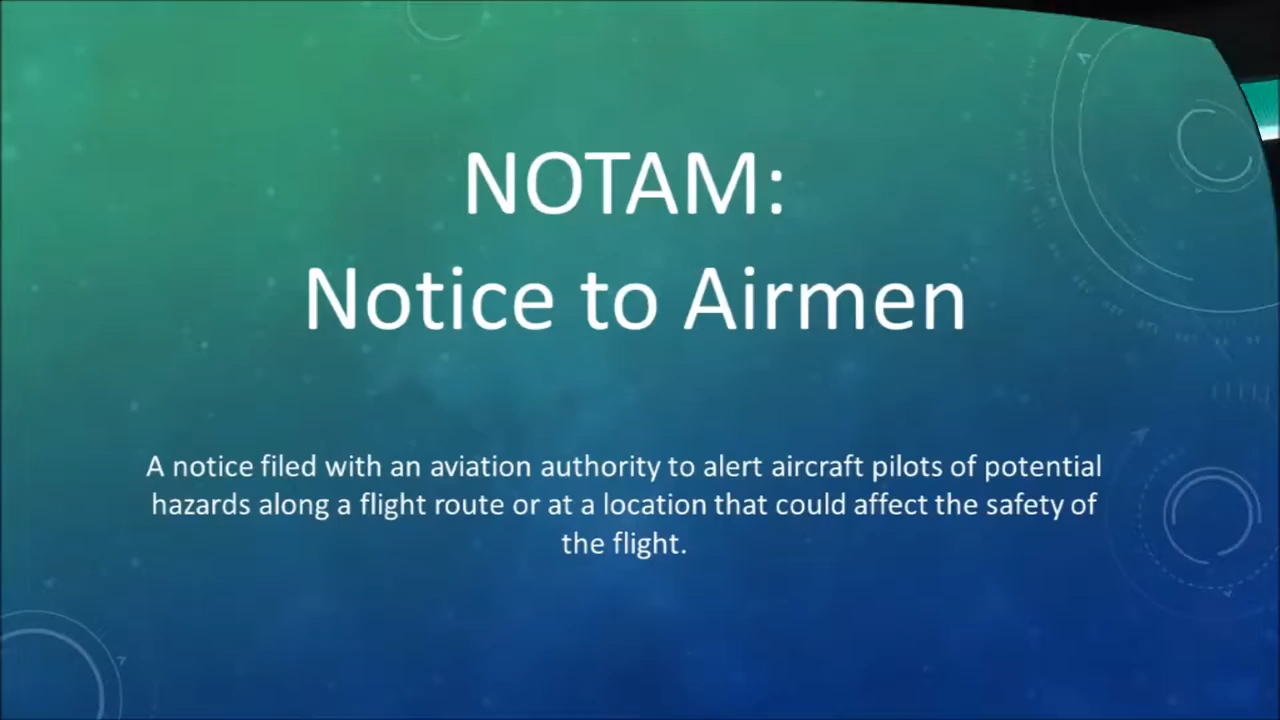 NOTAM:
Notice to Airmen
A notice filed with an aviation authority to alert aircraft pilots of potential
hazards along a flight route or at a location that could affect the safety of
the flight.